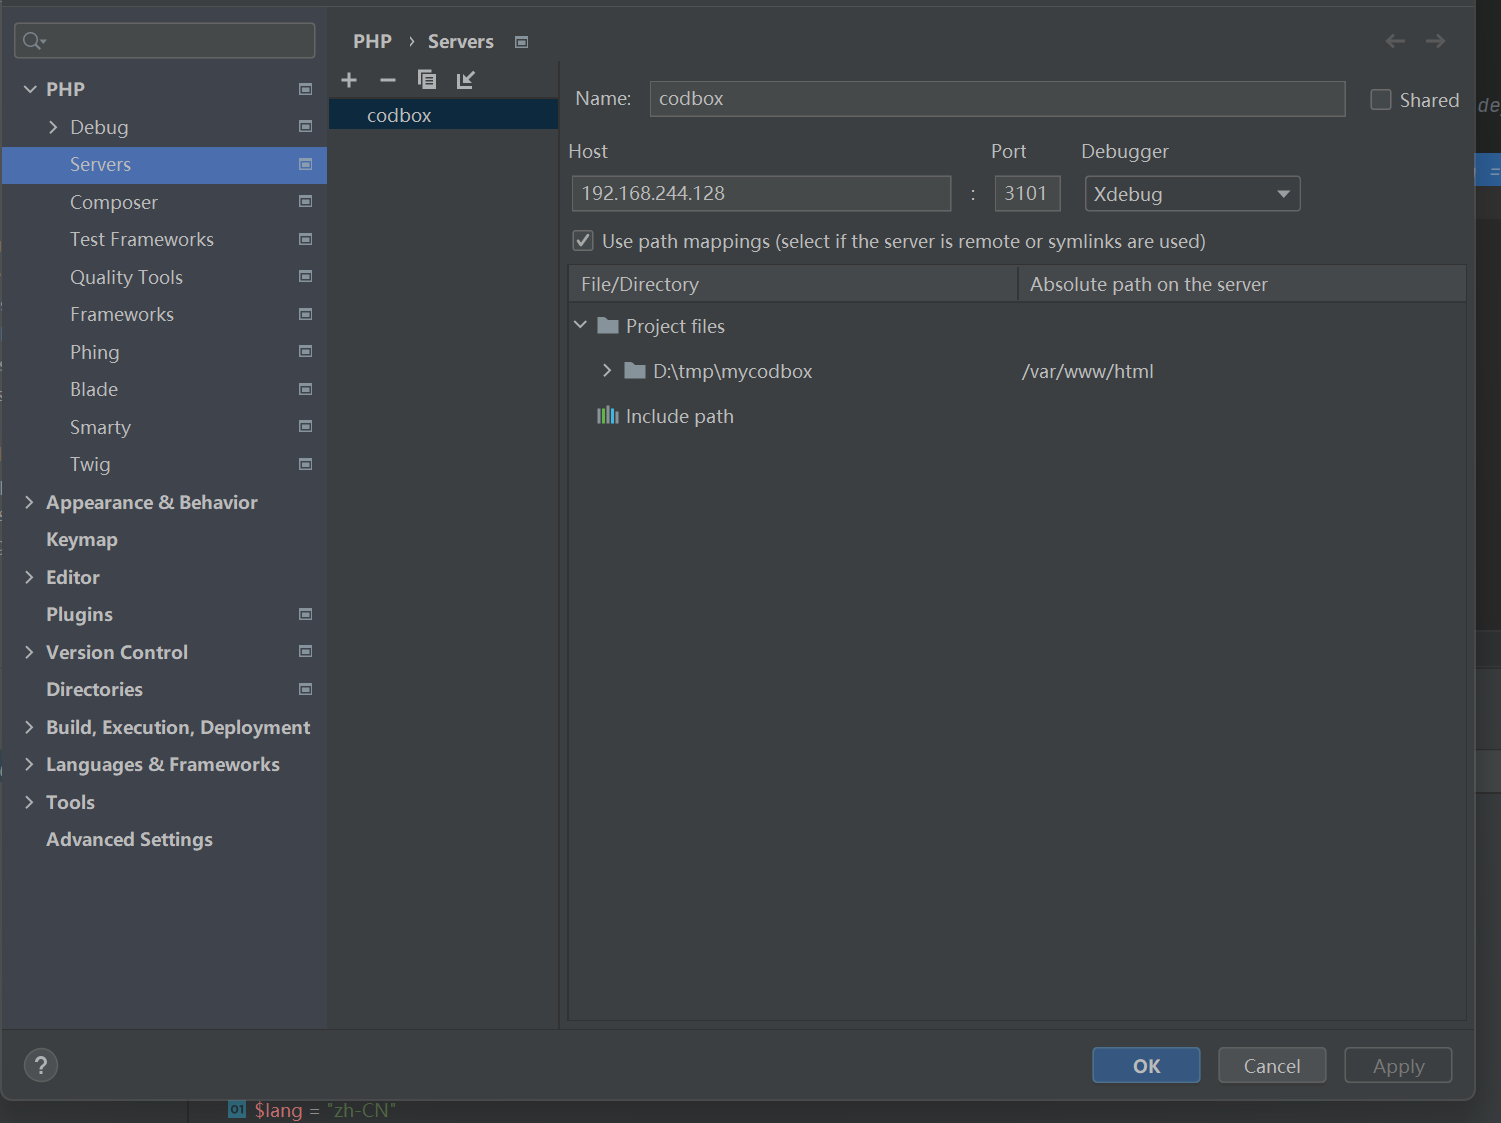 PHP › Servers
PHP
Debug
Servers
Composer
Test Frameworks
Quality Tools
Frameworks
Phing
Blade
Smarty
Twig
Appearance & Behavior
Keymap
Editor
Plugins
Version Control
Directories
Build, Execution, Deployment
Languages & Frameworks
Tools
Advanced Settings
codbox
Name: codbox Shared
Host Port Debugger
192.168.244.128 : 3101 Xdebug
Use path mappings (select if the server is remote or symlinks are used)
File/Directory Absolute path on the server
Project files
D:\tmp\mycodbox /var/www/html
Include path
? OK Cancel Apply
01 $lang = "zh-CN"